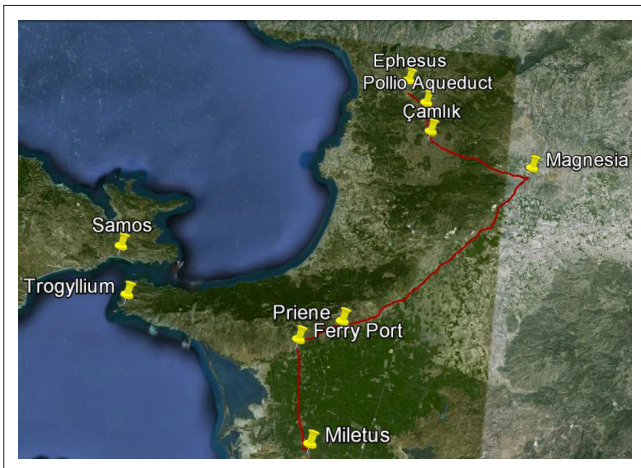 Ephesus
Pollio Aqueduct
Çamlık
Magnesia
Samos
Trogyllium
Priene
Ferry Port
Miletus